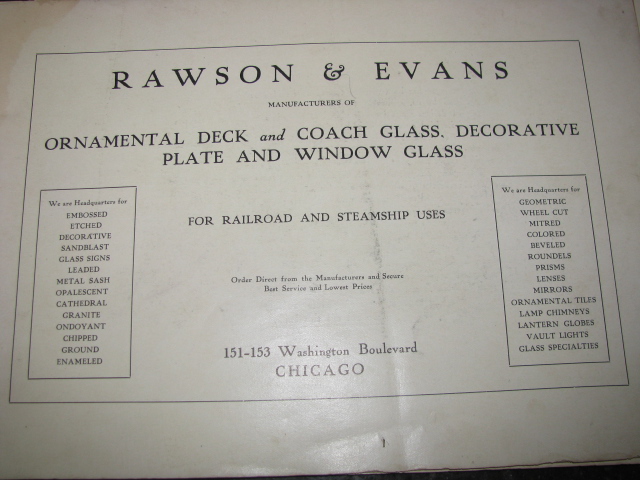 RAWSON & EVANS
MANUFACTURERS OF
ORNAMENTAL DECK and COACH GLASS. DECORATIVE
PLATE AND WINDOW GLASS
We are Headquarters for
EMBOSSED
ETCHED
DECORATIVE
SANDBLAST
GLASS SIGNS
LEADED
METAL SASH
OPALESCENT
CATHEDRAL
GRANITE
ONDOYANT
CHIPPED
GROUND
ENAMELED
FOR RAILROAD AND STEAMSHIP USES
Order Direct from the Manufacturers and Secure
Best Service and Lowest Prices
151-153 Washington Boulevard
CHICAGO
We are Headquarters for
GEOMETRIC
WHEEL CUT
MITRED
COLORED
BEVELED
ROUNDELS
PRISMS
LENSES
MIRRORS
ORNAMENTAL TILES
LAMP CHIMNEYS
LANTERN GLOBES
VAULT LIGHTS
GLASS SPECIALTIES
1